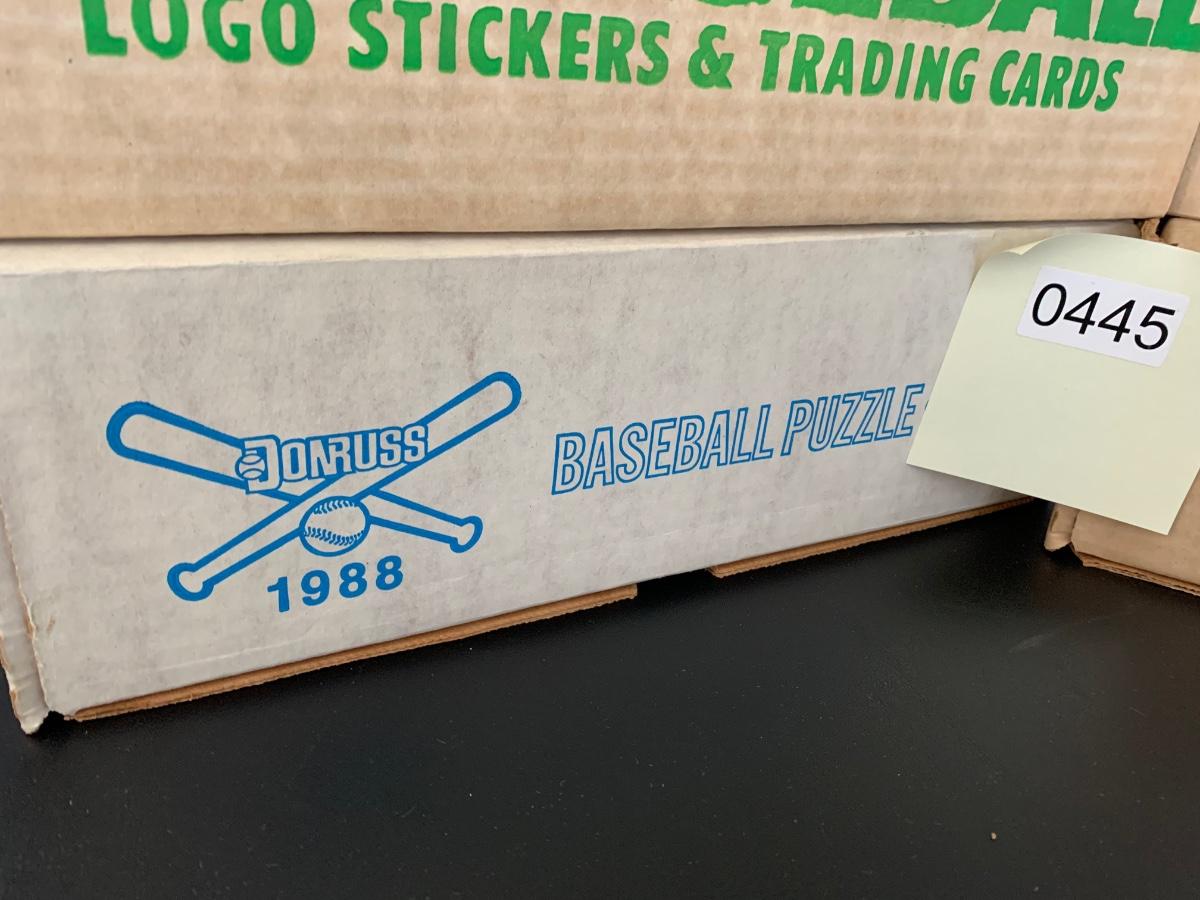 LOGO STICKERS & TRADING CARDS
DONRUSS
1988
BASEBALL PUZZLE
0445